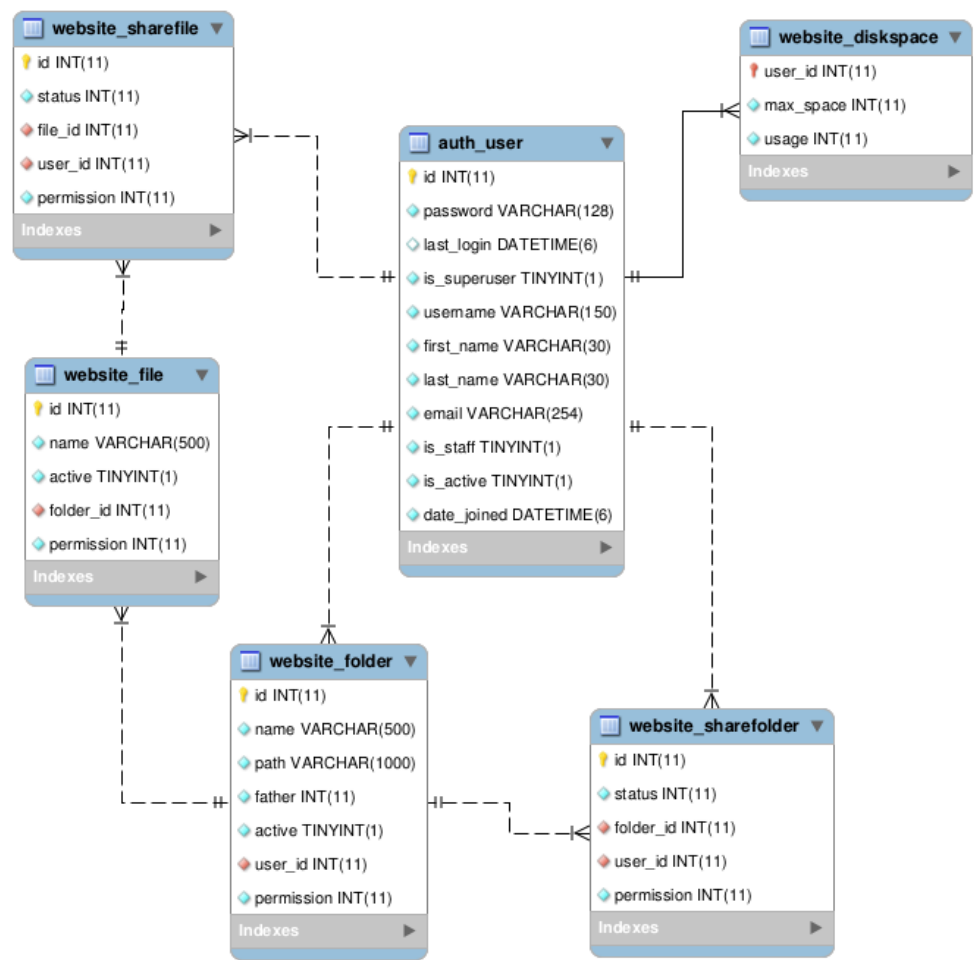 website_sharefile
id INT(11)
status INT(11)
file_id INT(11)
user_id INT(11)
permission INT(11)
Indexes
website_diskspace
user_id INT(11)
max_space INT(11)
usage INT(11)
Indexes
auth_user
id INT(11)
password VARCHAR(128)
last_login DATETIME(6)
is_superuser TINYINT(1)
username VARCHAR(150)
first_name VARCHAR(30)
last_name VARCHAR(30)
email VARCHAR(254)
is_staff TINYINT(1)
is_active TINYINT(1)
date_joined DATETIME(6)
Indexes
website_file
id INT(11)
name VARCHAR(500)
active TINYINT(1)
folder_id INT(11)
permission INT(11)
Indexes
website_folder
id INT(11)
name VARCHAR(500)
path VARCHAR(1000)
father INT(11)
active TINYINT(1)
user_id INT(11)
permission INT(11)
Indexes
website_sharefolder
id INT(11)
status INT(11)
folder_id INT(11)
user_id INT(11)
permission INT(11)
Indexes